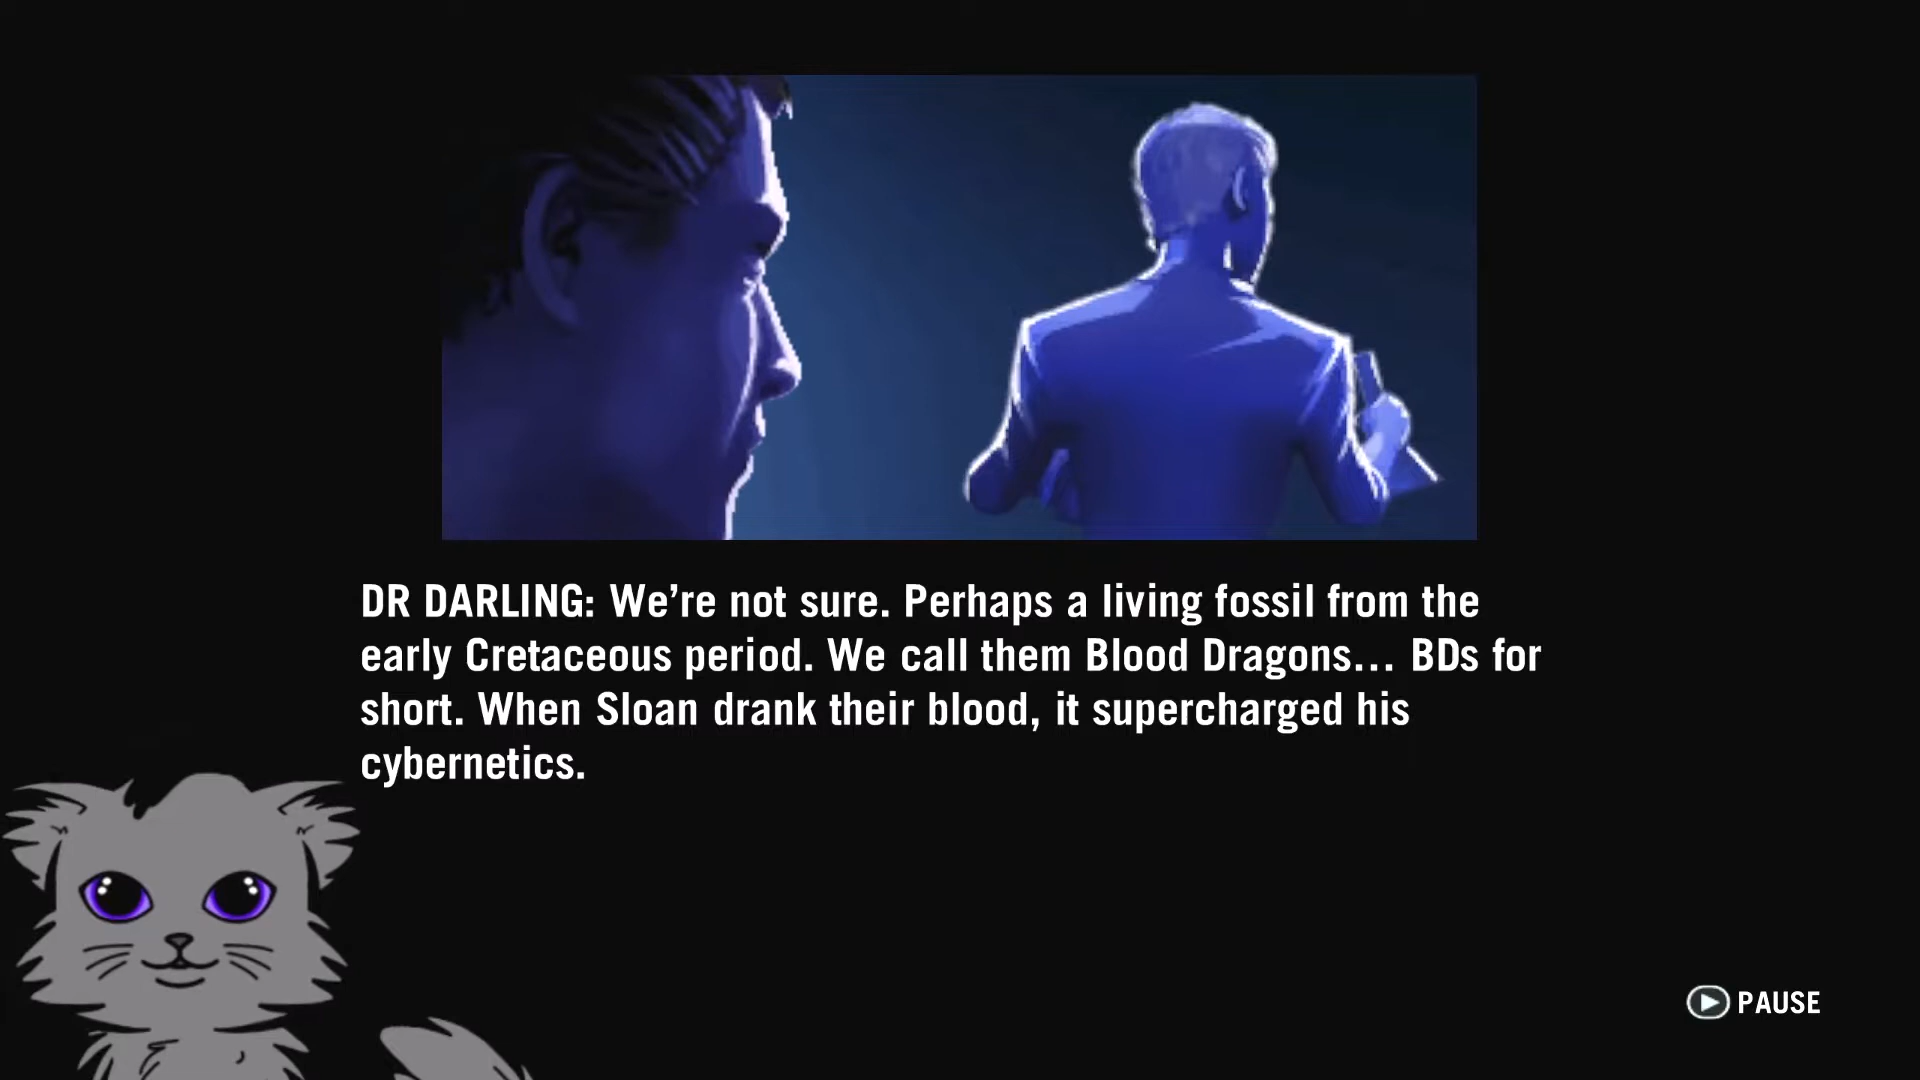 DR DARLING: We’re not sure. Perhaps a living fossil from the
early Cretaceous period. We call them Blood Dragons… BDs for
short. When Sloan drank their blood, it supercharged his
cybernetics.
PAUSE